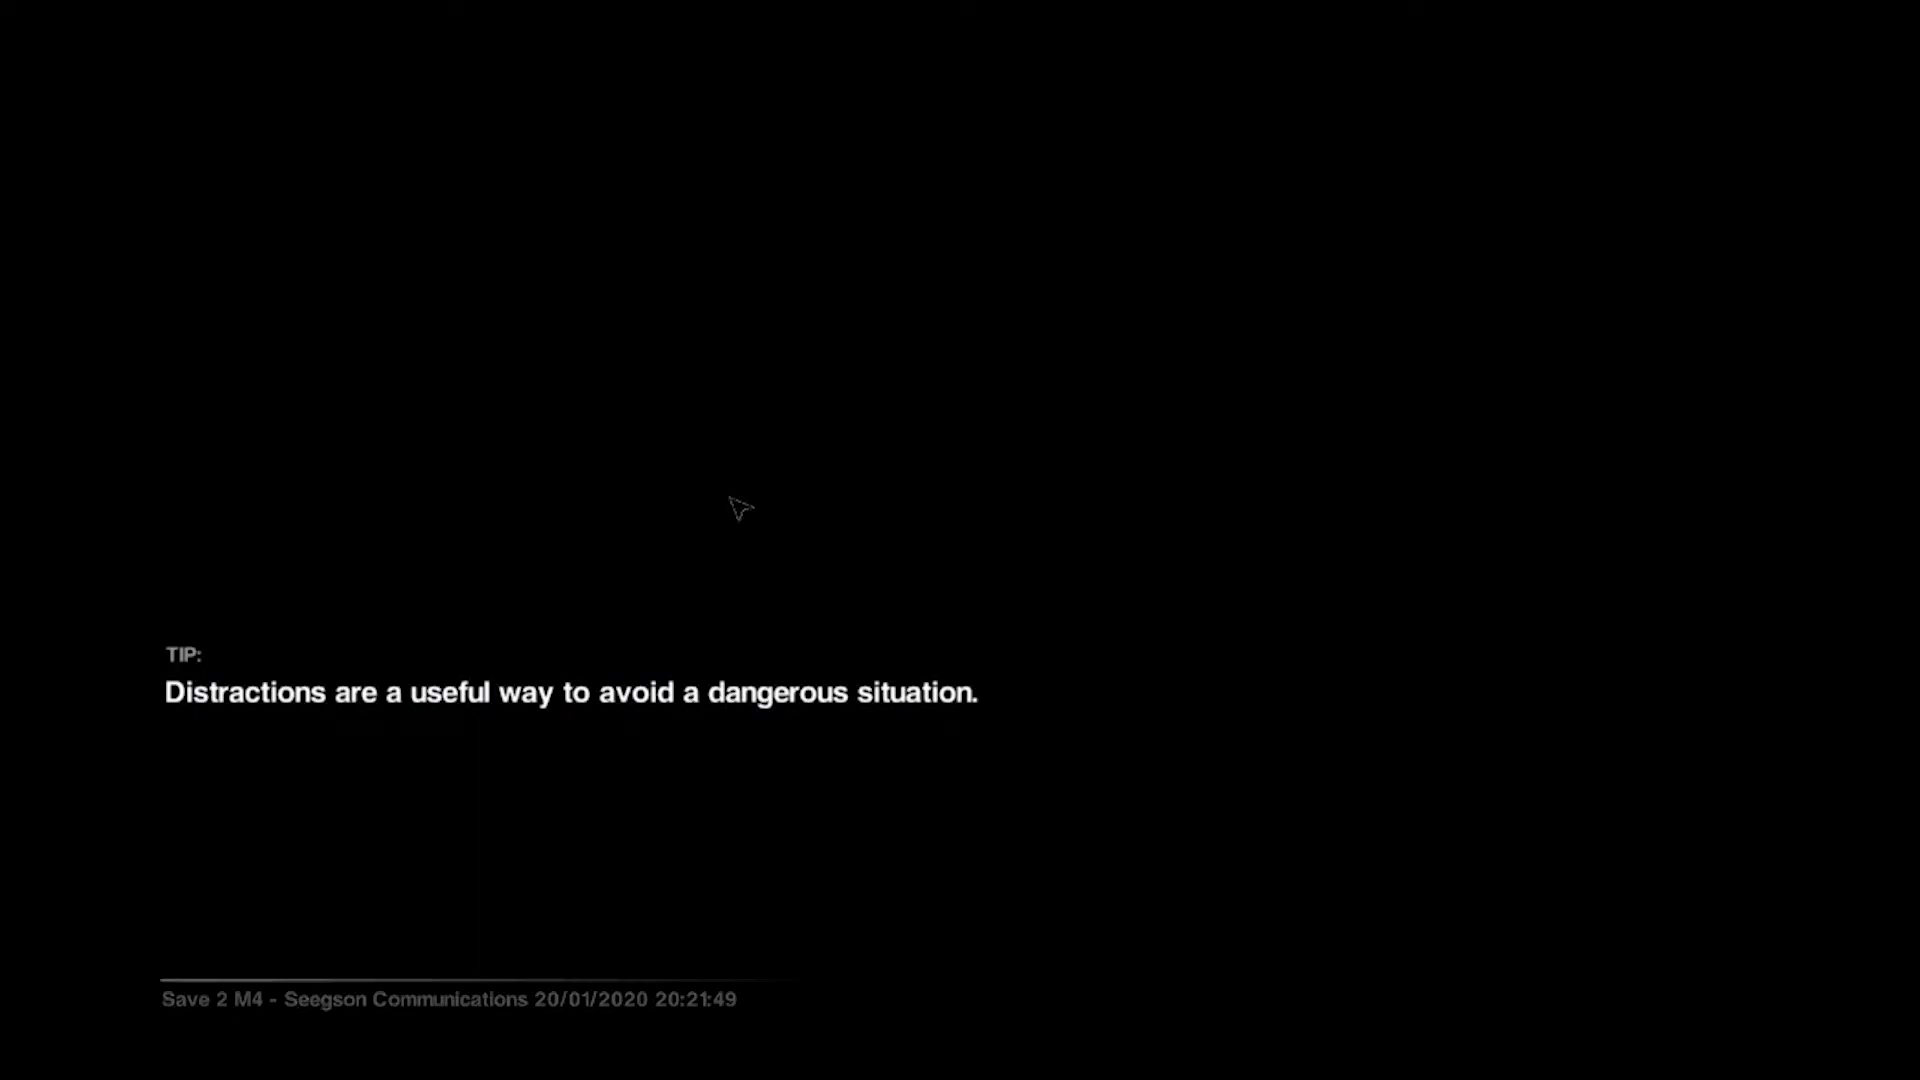 TIP:
Distractions are a useful way to avoid a dangerous situation.
Save 2 M4 - Seegson Communications 20/01/2020 20:21:49